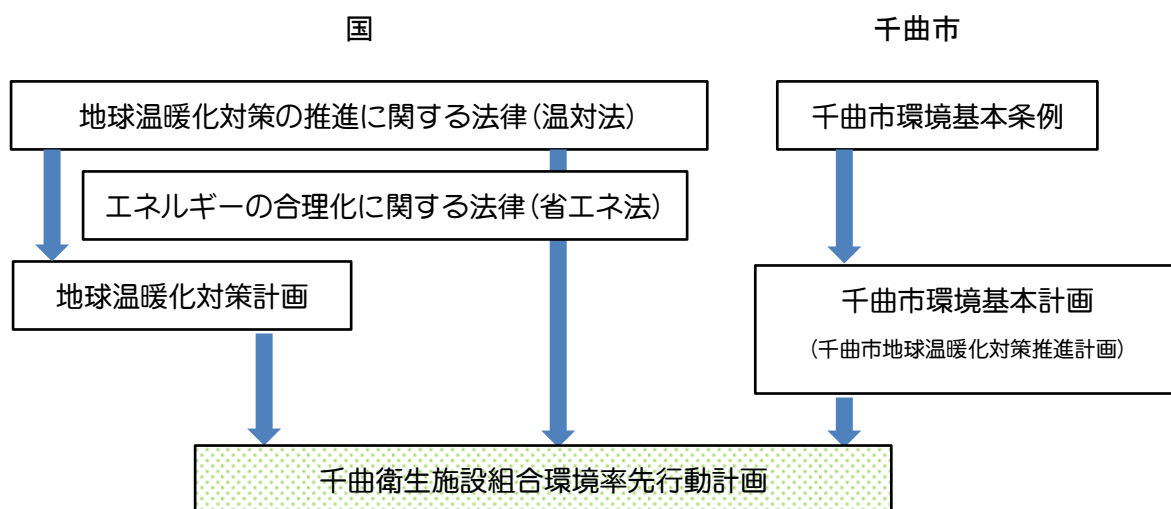 国
千曲市
地球温暖化対策の推進に関する法律(温対法)
千曲市環境基本条例
エネルギーの合理化に関する法律(省エネ法)
地球温暖化対策計画
千曲市環境基本計画
(千曲市地球温暖化対策推進計画)
千曲衛生施設組合環境率先行動計画